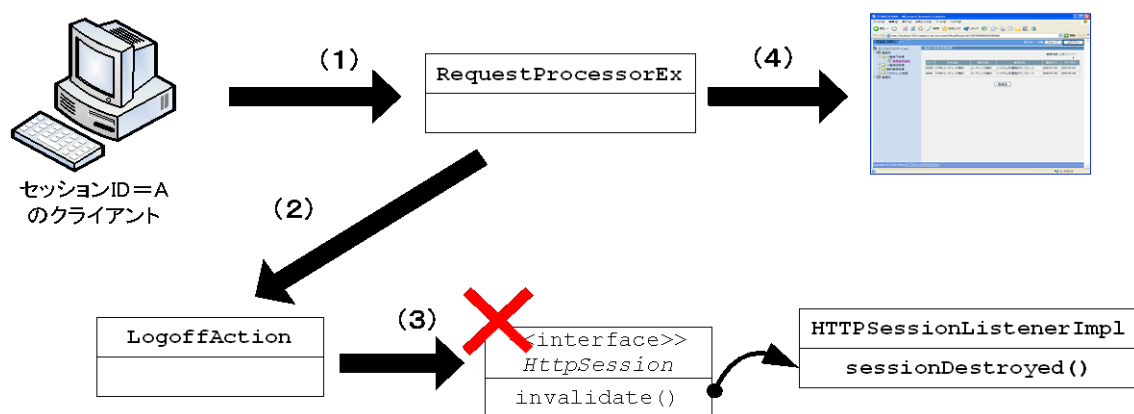 (1)
RequestProcessorEx
(4)
セッションID=A
のクライアント
(2)
LogoffAction
(3)
<<interface>>
HttpSession
invalidate()
HTTPSessionListenerImpl
sessionDestroyed()